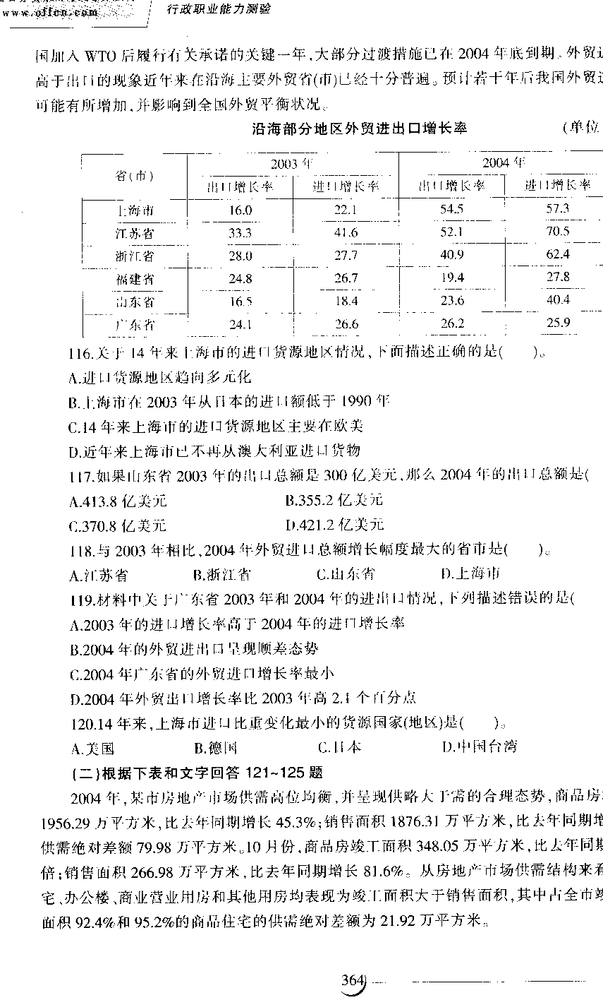 www.offcn.com
行政职业能力测验
国加入 WTO 后履行有关承诺的关键一年,大部分过渡措施已在 2004 年底到期。外贸进
高于出口的现象近年来在沿海主要外贸省(市)已经十分普遍。预计若干年后我国外贸进
可能有所增加,并影响到全国外贸平衡状况。
沿海部分地区外贸进出口增长率 (单位
省(市) 2003 年 2004 年
出口增长率 进口增长率 出口增长率 进口增长率
上海市 16.0 22.1 54.5 57.3
江苏省 33.3 41.6 52.1 70.5
浙江省 28.0 27.7 40.9 62.4
福建省 24.8 26.7 19.4 27.8
山东省 16.5 18.4 23.6 40.4
广东省 24.1 26.6 26.2 25.9
116.关于 14 年来上海市的进口货源地区情况,下面描述正确的是( )。
A.进口货源地区趋向多元化
B.上海市在 2003 年从日本的进口额低于 1990 年
C.14 年来上海市的进口货源地区主要在欧美
D.近年来上海市已不再从澳大利亚进口货物
117.如果山东省 2003 年的出口总额是 300 亿美元,那么 2004 年的出口总额是(
A.413.8 亿美元 B.355.2 亿美元
C.370.8 亿美元 D.421.2 亿美元
118.与 2003 年相比,2004 年外贸进口总额增长幅度最大的省市是( )。
A.江苏省 B.浙江省 C.山东省 D.上海市
119.材料中关于广东省 2003 年和 2004 年的进出口情况,下列描述错误的是(
A.2003 年的进口增长率高于 2004 年的进口增长率
B.2004 年的外贸进出口呈现顺差态势
C.2004 年广东省的外贸进口增长率最小
D.2004 年外贸出口增长率比 2003 年高 2.1 个百分点
120.14 年来,上海市进口比重变化最小的货源国家(地区)是( )。
A.美国 B.德国 C.日本 D.中国台湾
(二)根据下表和文字回答 121~125 题
2004 年,某市房地产市场供需高位均衡,并呈现供略大于需的合理态势,商品房
1956.29 万平方米,比去年同期增长 45.3%;销售面积 1876.31 万平方米,比去年同期增
供需绝对差额 79.98 万平方米。10 月份,商品房竣工面积 348.05 万平方米,比去年同期
倍;销售面积 266.98 万平方米,比去年同期增长 81.6%。从房地产市场供需结构来看
宅、办公楼、商业营业用房和其他用房均表现为竣工面积大于销售面积,其中占全市竣
面积 92.4%和 95.2%的商品住宅的供需绝对差额为 21.92 万平方米。
364